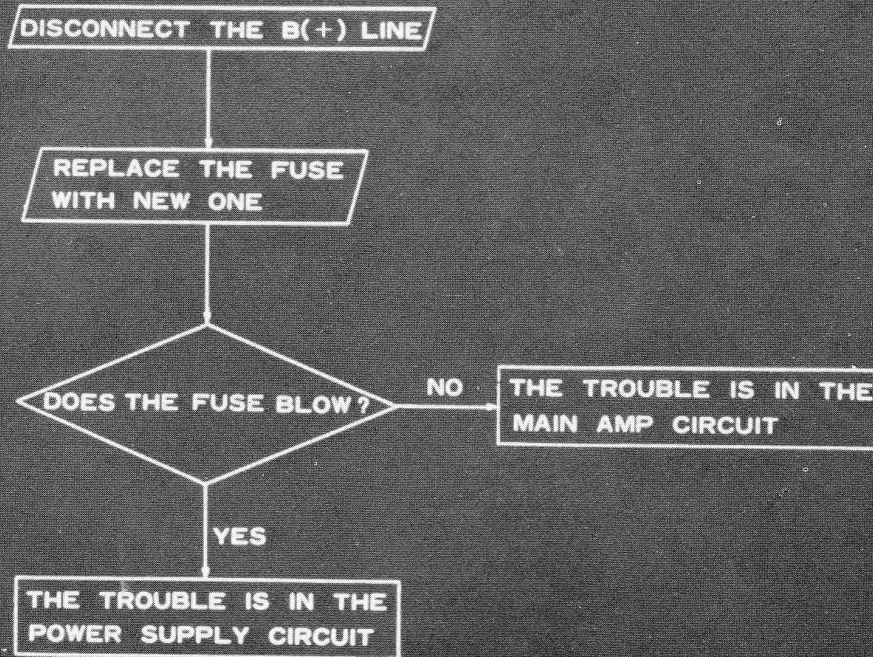 DISCONNECT THE B(+) LINE
REPLACE THE FUSE
WITH NEW ONE
DOES THE FUSE BLOW?
NO
THE TROUBLE IS IN THE
MAIN AMP CIRCUIT
YES
THE TROUBLE IS IN THE
POWER SUPPLY CIRCUIT